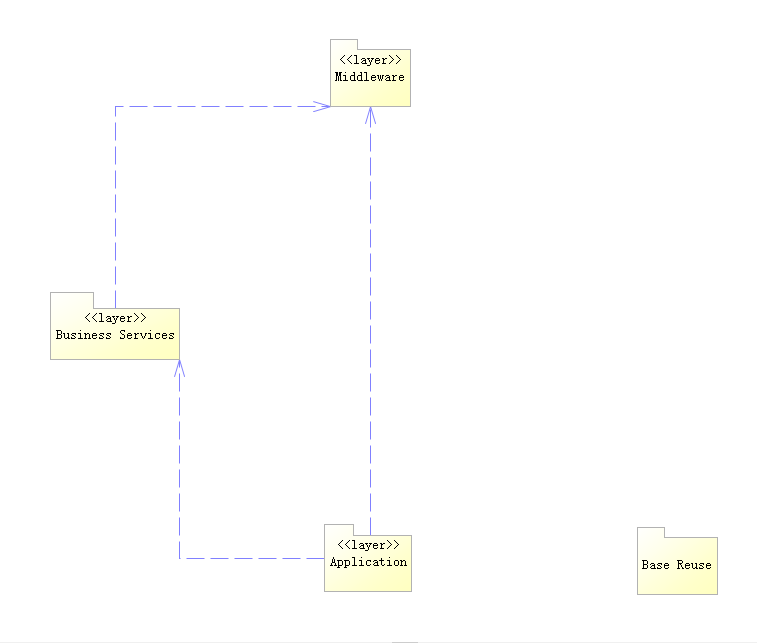 <<layer>>
Middleware
<<layer>>
Business Services
<<layer>>
Application
Base Reuse